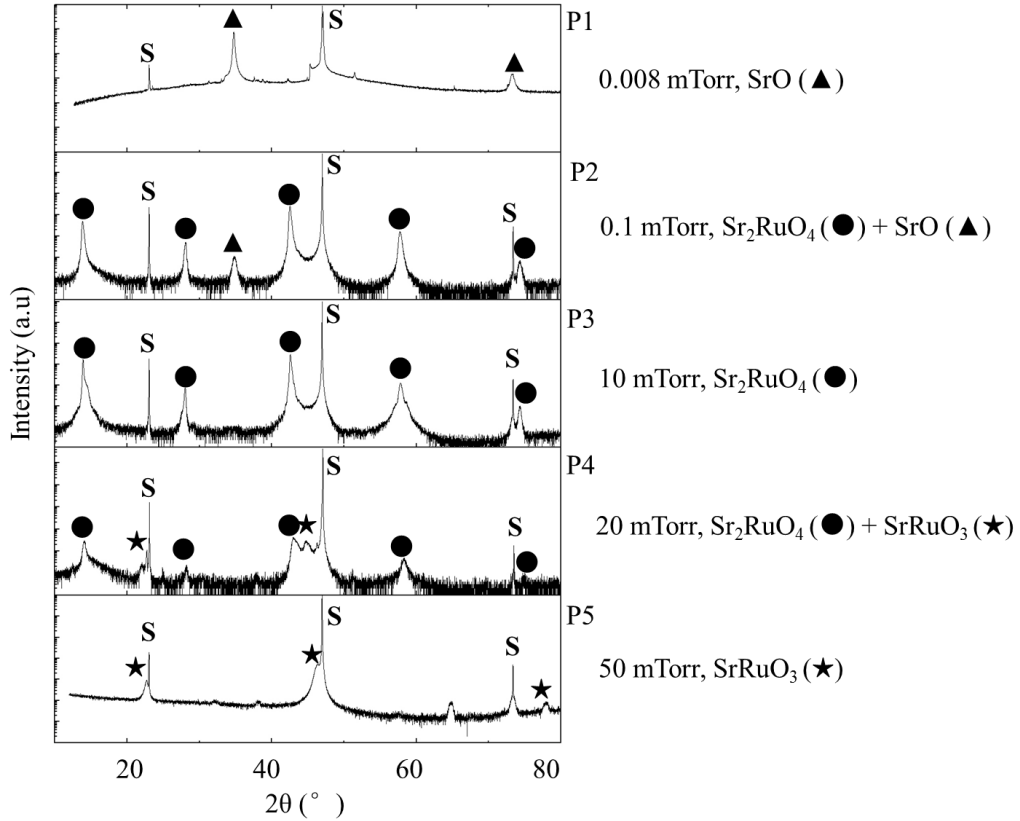 P1
S
S
0.008 mTorr, SrO (▲)
P2
S
S
S
0.1 mTorr, Sr₂RuO₄ (●) + SrO (▲)
P3
S
S
S
10 mTorr, Sr₂RuO₄ (●)
P4
S
S
S
20 mTorr, Sr₂RuO₄ (●) + SrRuO₃ (★)
P5
S
S
S
50 mTorr, SrRuO₃ (★)
Intensity (a.u)
20 40 60 80
2θ (°)